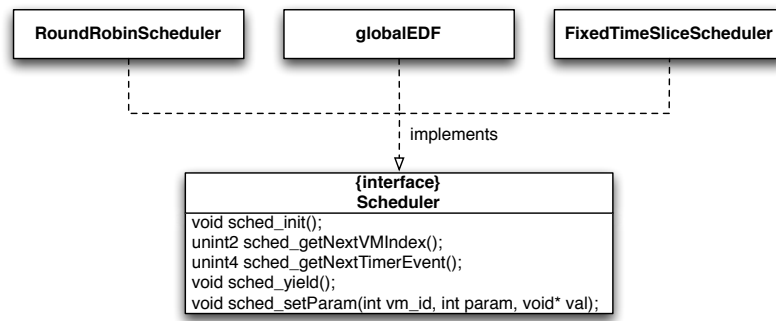 RoundRobinScheduler
globalEDF
FixedTimeSliceScheduler
implements
{interface}
Scheduler
void sched_init();
unint2 sched_getNextVMIndex();
unint4 sched_getNextTimerEvent();
void sched_yield();
void sched_setParam(int vm_id, int param, void* val);